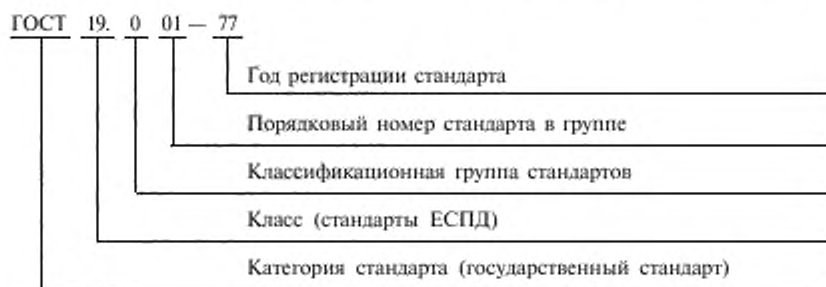 ГОСТ 19. 0 01 — 77
Год регистрации стандарта
Порядковый номер стандарта в группе
Классификационная группа стандартов
Класс (стандарты ЕСПД)
Категория стандарта (государственный стандарт)